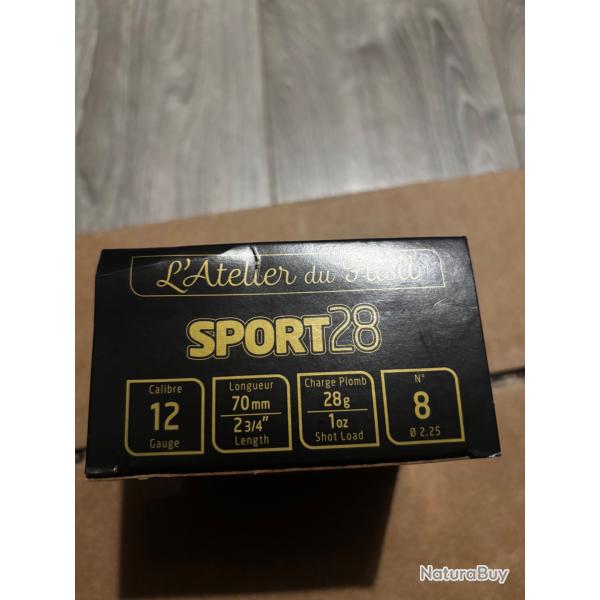 L'Atelier du Fusil
SPORT28
Calibre
12
Gauge
Longueur
70mm
2 3/4"
Length
Charge Plomb
28g
1oz
Shot Load
N°
8
Ø 2,25
NaturaBuy